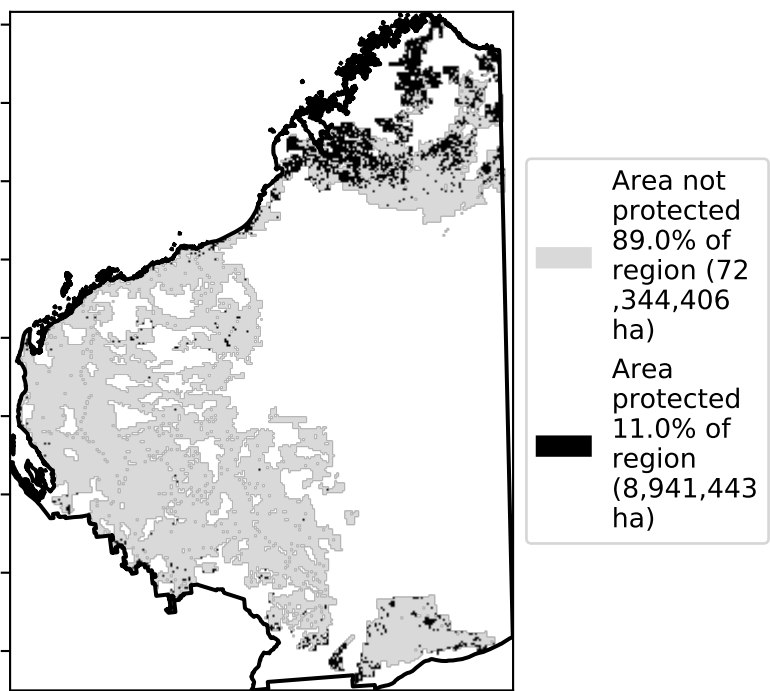 Area not
protected
89.0% of
region (72
,344,406
ha)
Area
protected
11.0% of
region
(8,941,443
ha)